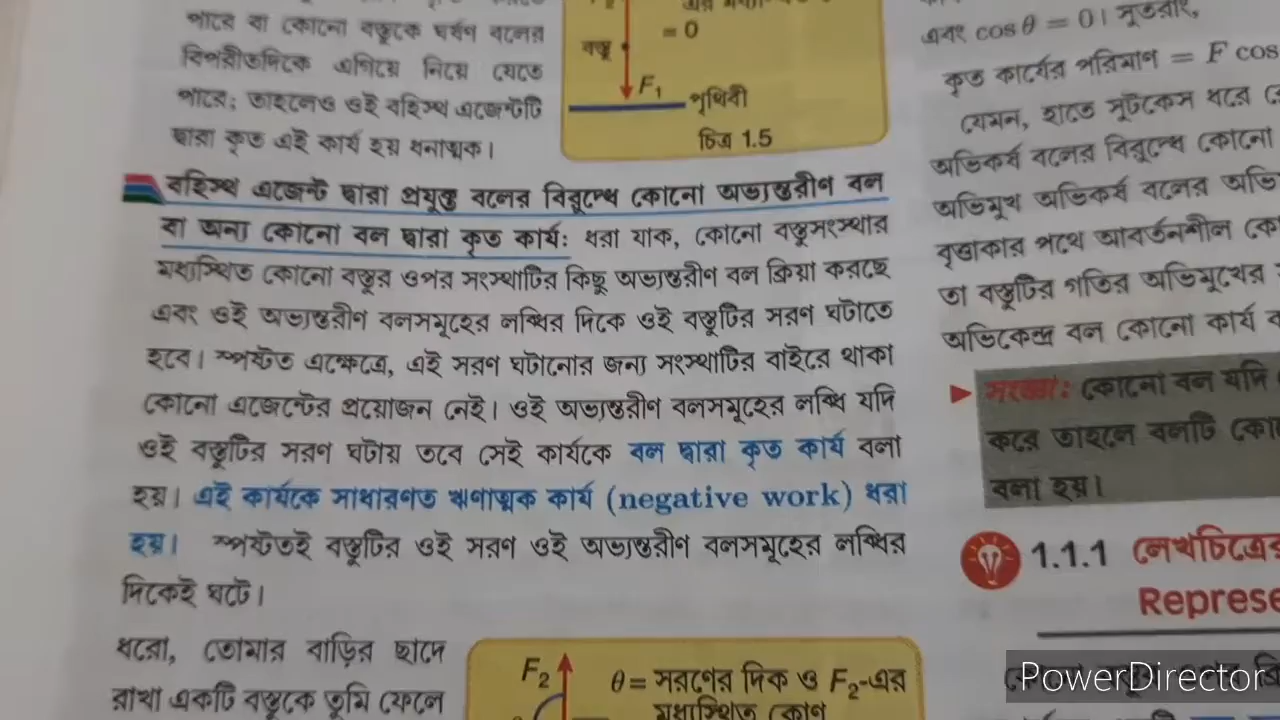 পারে বা কোনো বস্তুকে ঘর্ষণ বলের
বিপরীতদিকে এগিয়ে নিয়ে যেতে
পারে; তাহলেও ওই বহিস্থ এজেন্টটি
দ্বারা কৃত এই কার্য হয় ধনাত্মক।
= 0
বস্তু
F₁
পৃথিবী
চিত্র 1.5
বহিস্থ এজেন্ট দ্বারা প্রযুক্ত বলের বিরুদ্ধে কোনো অভ্যন্তরীণ বল
বা অন্য কোনো বল দ্বারা কৃত কার্য: ধরা যাক, কোনো বস্তুসংস্থার
মধ্যস্থিত কোনো বস্তুর ওপর সংস্থাটির কিছু অভ্যন্তরীণ বল ক্রিয়া করছে
এবং ওই অভ্যন্তরীণ বলসমূহের লব্ধির দিকে ওই বস্তুটির সরণ ঘটাতে
হবে। স্পষ্টত এক্ষেত্রে, এই সরণ ঘটানোর জন্য সংস্থাটির বাইরে থাকা
কোনো এজেন্টের প্রয়োজন নেই। ওই অভ্যন্তরীণ বলসমূহের লব্ধি যদি
ওই বস্তুটির সরণ ঘটায় তবে সেই কার্যকে বল দ্বারা কৃত কার্য বলা
হয়। এই কার্যকে সাধারণত ঋণাত্মক কার্য (negative work) ধরা
হয়। স্পষ্টতই বস্তুটির ওই সরণ ওই অভ্যন্তরীণ বলসমূহের লব্ধির
দিকেই ঘটে।
ধরো, তোমার বাড়ির ছাদে
রাখা একটি বস্তুকে তুমি ফেলে
F₂
θ = সরণের দিক ও F₂-এর
মধ্যস্থিত কোণ
এবং cos θ = 0। সুতরাং,
কৃত কার্যের পরিমাণ = F cos
যেমন, হাতে সুটকেস ধরে
অভিকর্ষ বলের বিরুদ্ধে কোনো
অভিমুখ অভিকর্ষ বলের
বৃত্তাকার পথে আবর্তনশীল
তা বস্তুটির গতির অভিমুখের
অভিকেন্দ্র বল কোনো কার্য
সংজ্ঞা: কোনো বল যদি
করে তাহলে বলটি
বলা হয়।
1.1.1 লেখচিত্রের
Represe
PowerDirector